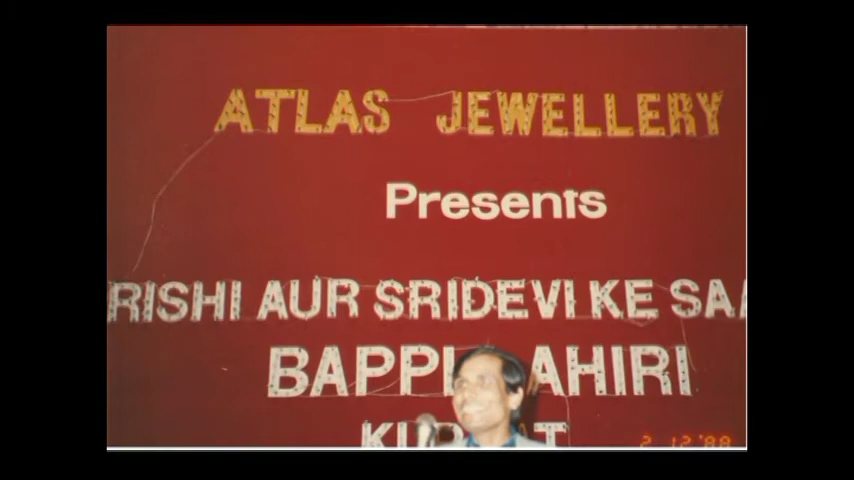 ATLAS JEWELLERY
Presents
RISHI AUR SRIDEVI KE SAA
BAPPI AHIRI
2 12 '88